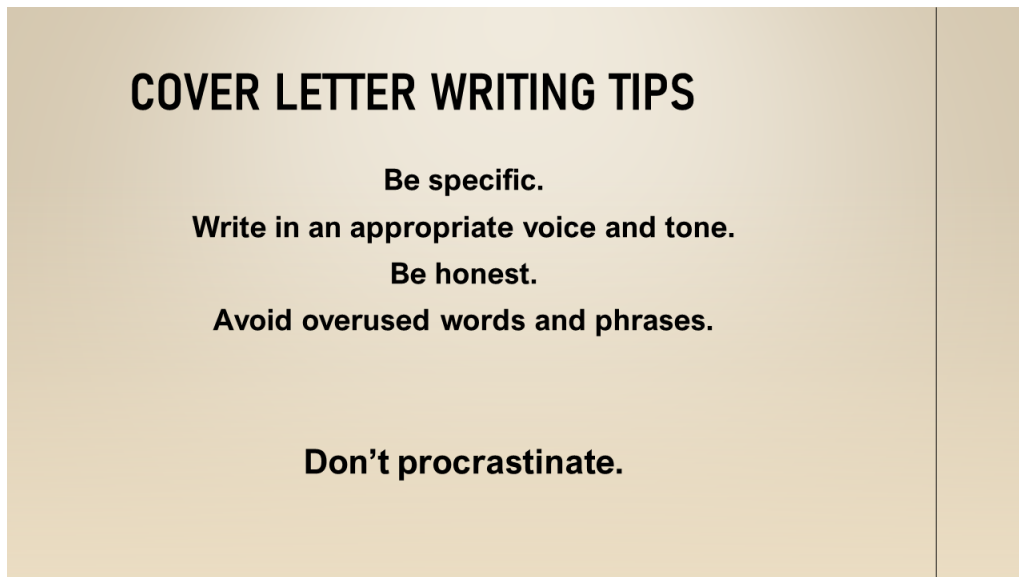 COVER LETTER WRITING TIPS
Be specific.
Write in an appropriate voice and tone.
Be honest.
Avoid overused words and phrases.
Don’t procrastinate.